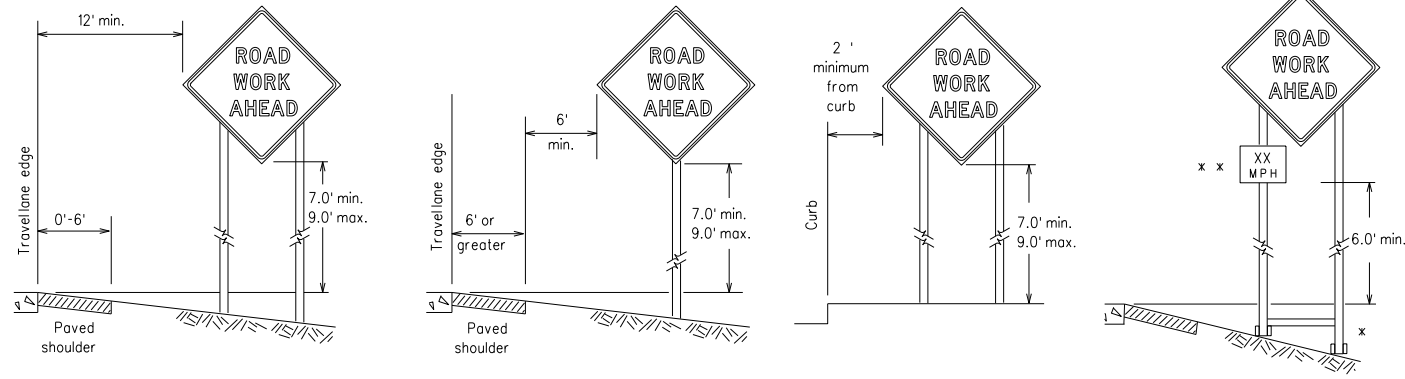 12' min.
ROAD
WORK
AHEAD
Travellane edge
0'-6'
7.0' min.
9.0' max.
Paved
shoulder
6'
min.
ROAD
WORK
AHEAD
Travellane edge
6' or
greater
7.0' min.
9.0' max.
Paved
shoulder
2 '
minimum
from
curb
ROAD
WORK
AHEAD
Curb
7.0' min.
9.0' max.
ROAD
WORK
AHEAD
* *
XX
MPH
6.0' min.
*